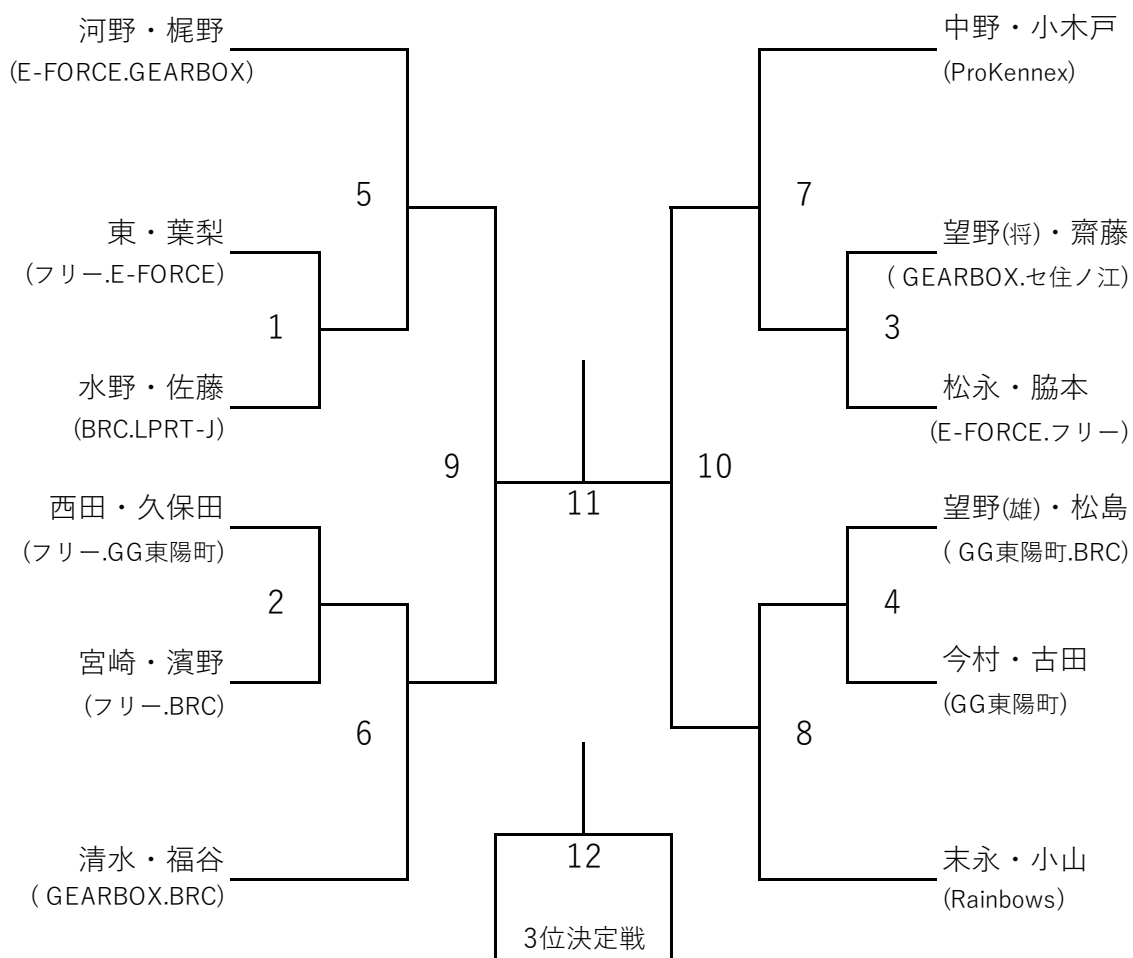 河野・梶野
(E-FORCE.GEARBOX)
5
東・葉梨
(フリー.E-FORCE)
1
水野・佐藤
(BRC.LPRT-J)
9
西田・久保田
(フリー.GG東陽町)
2
宮崎・濱野
(フリー.BRC)
6
清水・福谷
( GEARBOX.BRC)
11
12
3位決定戦
中野・小木戸
(ProKennex)
7
望野(将)・齋藤
( GEARBOX.セ住ノ江)
3
松永・脇本
(E-FORCE.フリー)
10
望野(雄)・松島
( GG東陽町.BRC)
4
今村・古田
(GG東陽町)
8
末永・小山
(Rainbows)